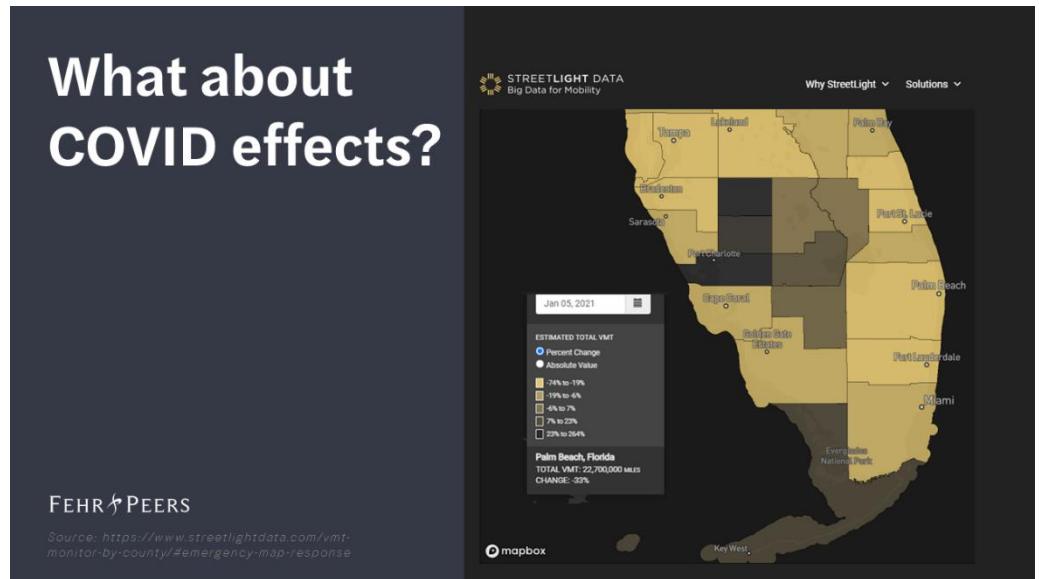 What about
COVID effects?
FEHR PEERS
Source: https://www.streetlightdata.com/vmt-
monitor-by-county/#emergency-map-response
STREETLIGHT DATA
Big Data for Mobility
Why StreetLight
Solutions
Tampa
Lakeland
Palm Bay
Bradenton
Sarasota
Port St. Lucie
Port Charlotte
Cape Coral
Palm Beach
Golden Gate
Estates
Fort Lauderdale
Miami
Everglades
National Park
Key West
Jan 05, 2021
ESTIMATED TOTAL VMT
Percent Change
Absolute Value
-74% to -19%
-19% to -6%
-6% to 7%
7% to 23%
23% to 264%
Palm Beach, Florida
TOTAL VMT: 22,700,000 MILES
CHANGE: -33%
mapbox